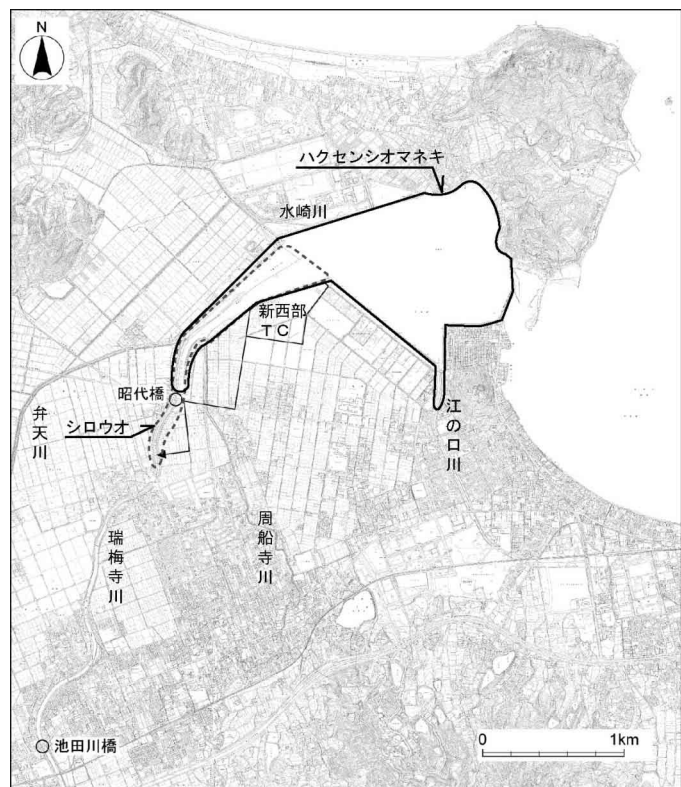 N
ハクセンシオマネキ
水崎川
新西部
TC
昭代橋
シロウオ
弁天川
江の口川
周船寺川
瑞梅寺川
池田川橋
0
1km